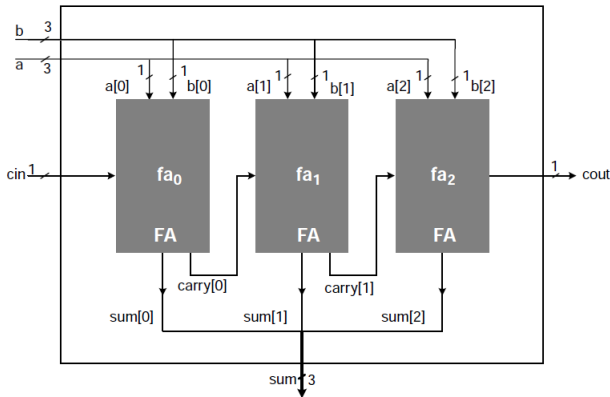 b 3
a 3
1 1 1 1 1 1
a[0] b[0] a[1] b[1] a[2] b[2]
cin 1 fa0 fa1 fa2 1 cout
FA FA FA
carry[0] carry[1]
sum[0] sum[1] sum[2]
sum 3